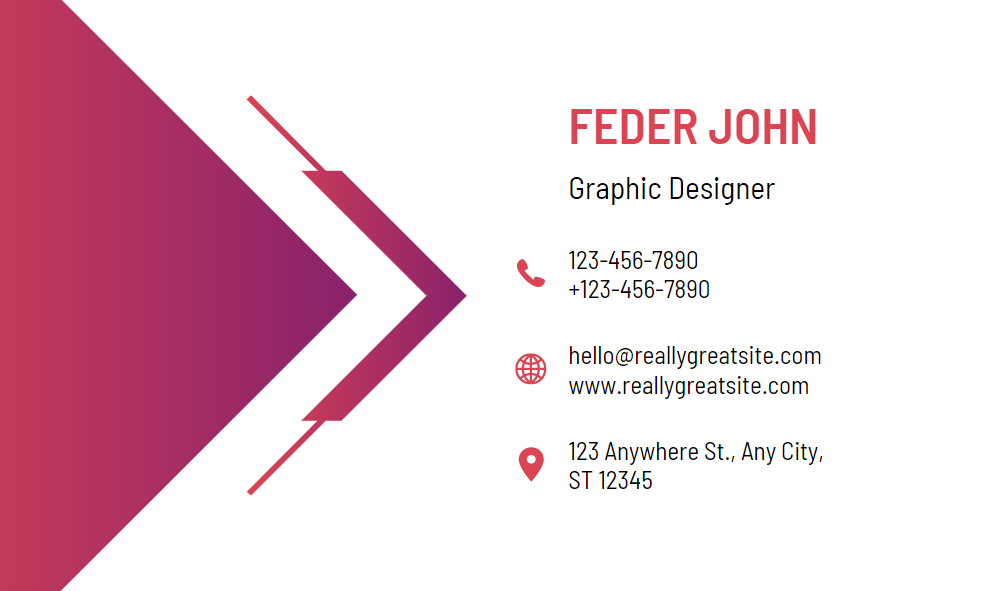 FEDER JOHN
Graphic Designer
123-456-7890
+123-456-7890
hello@reallygreatsite.com
www.reallygreatsite.com
123 Anywhere St., Any City,
ST 12345